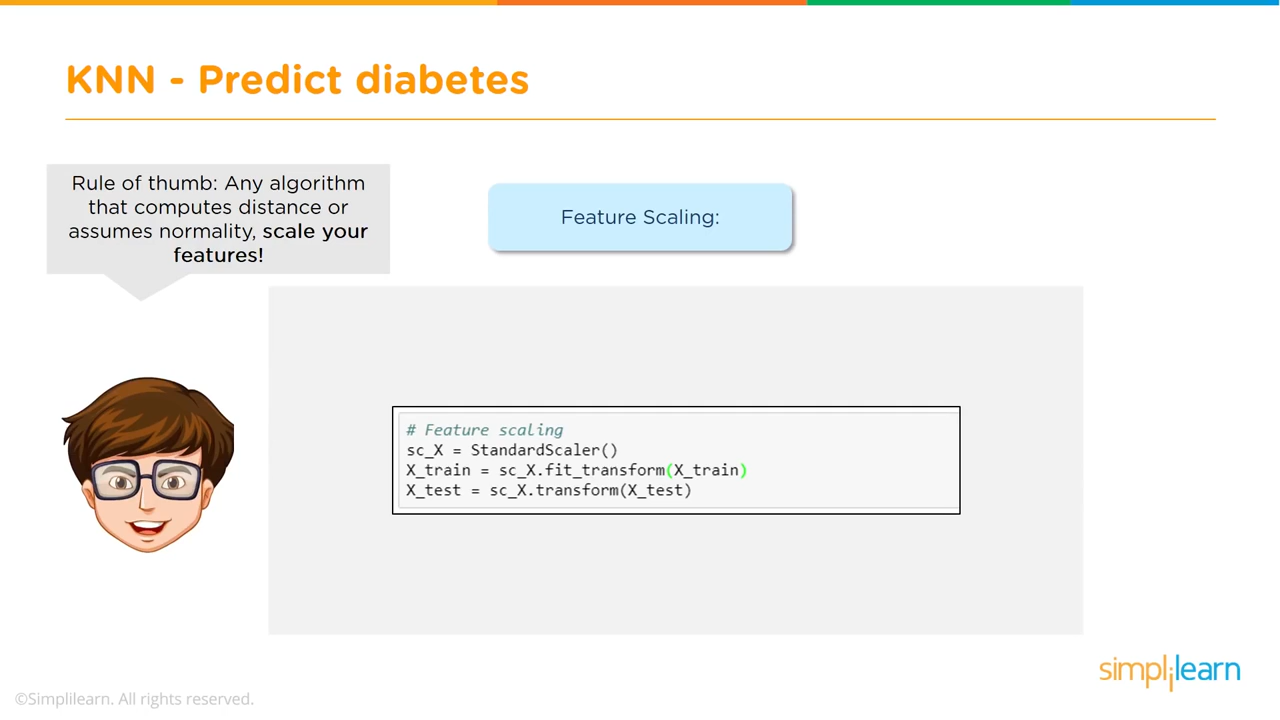 KNN - Predict diabetes
Rule of thumb: Any algorithm
that computes distance or
assumes normality, scale your
features!
Feature Scaling:
# Feature scaling
sc_X = StandardScaler()
X_train = sc_X.fit_transform(X_train)
X_test = sc_X.transform(X_test)
simplilearn
©Simplilearn. All rights reserved.